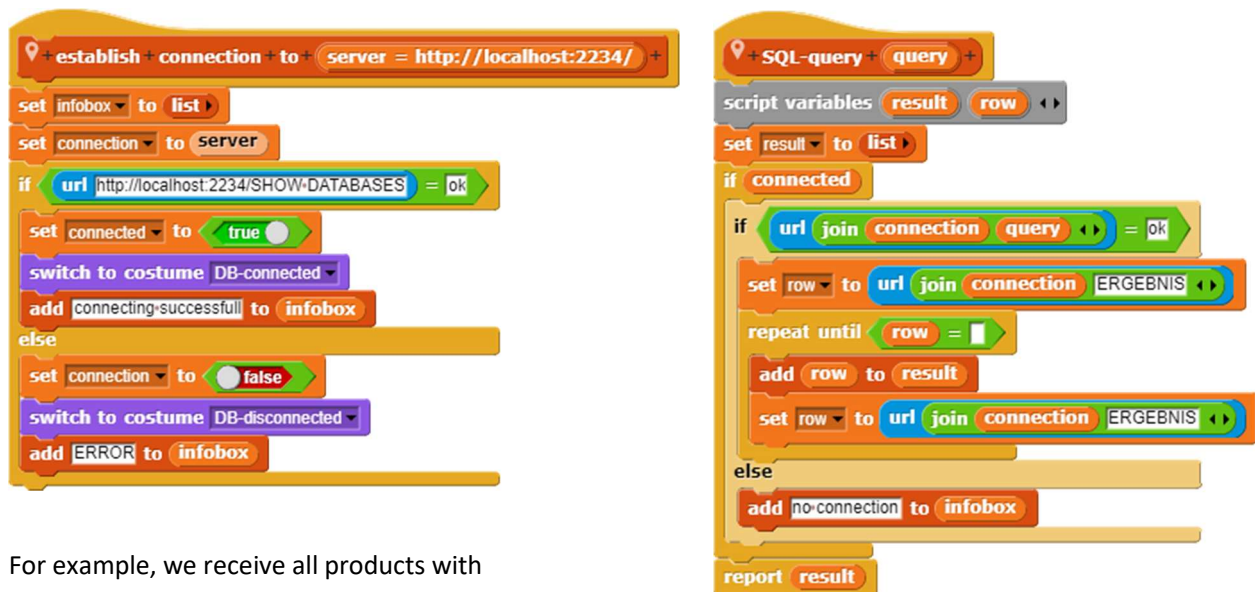 + establish + connection + to + server = http://localhost:2234/ +
set infobox to list
set connection to server
if url http://localhost:2234/SHOW·DATABASES = ok
set connected to true
switch to costume DB-connected
add connecting·successfull to infobox
else
set connection to false
switch to costume DB-disconnected
add ERROR to infobox
For example, we receive all products with
+ SQL-query + query +
script variables result row
set result to list
if connected
if url join connection query = ok
set row to url join connection ERGEBNIS
repeat until row =
add row to result
set row to url join connection ERGEBNIS
else
add no·connection to infobox
report result